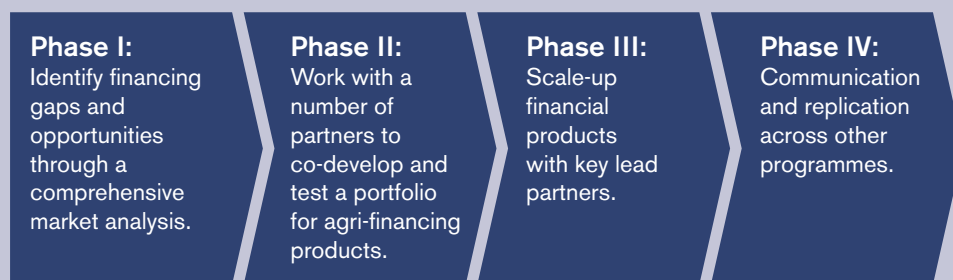 Phase I:
Identify financing
gaps and
opportunities
through a
comprehensive
market analysis.
Phase II:
Work with a
number of
partners to
co-develop and
test a portfolio
for agri-financing
products.
Phase III:
Scale-up
financial
products
with key lead
partners.
Phase IV:
Communication
and replication
across other
programmes.